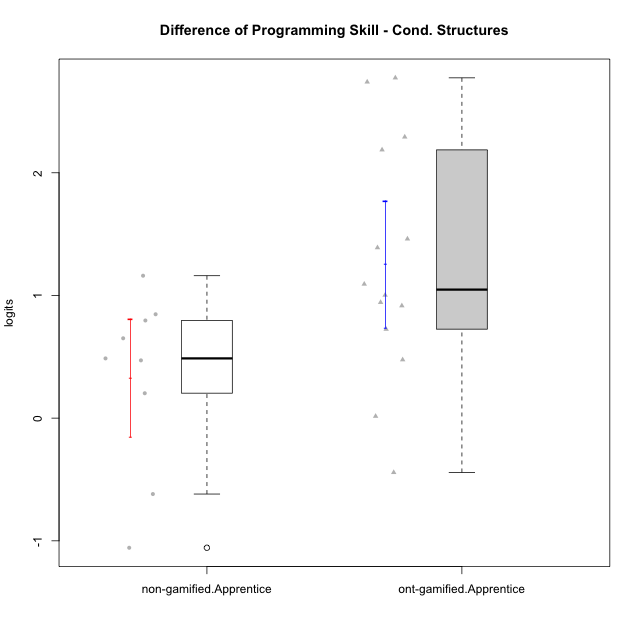 Difference of Programming Skill - Cond. Structures
logits
2
1
0
-1
non-gamified.Apprentice
ont-gamified.Apprentice